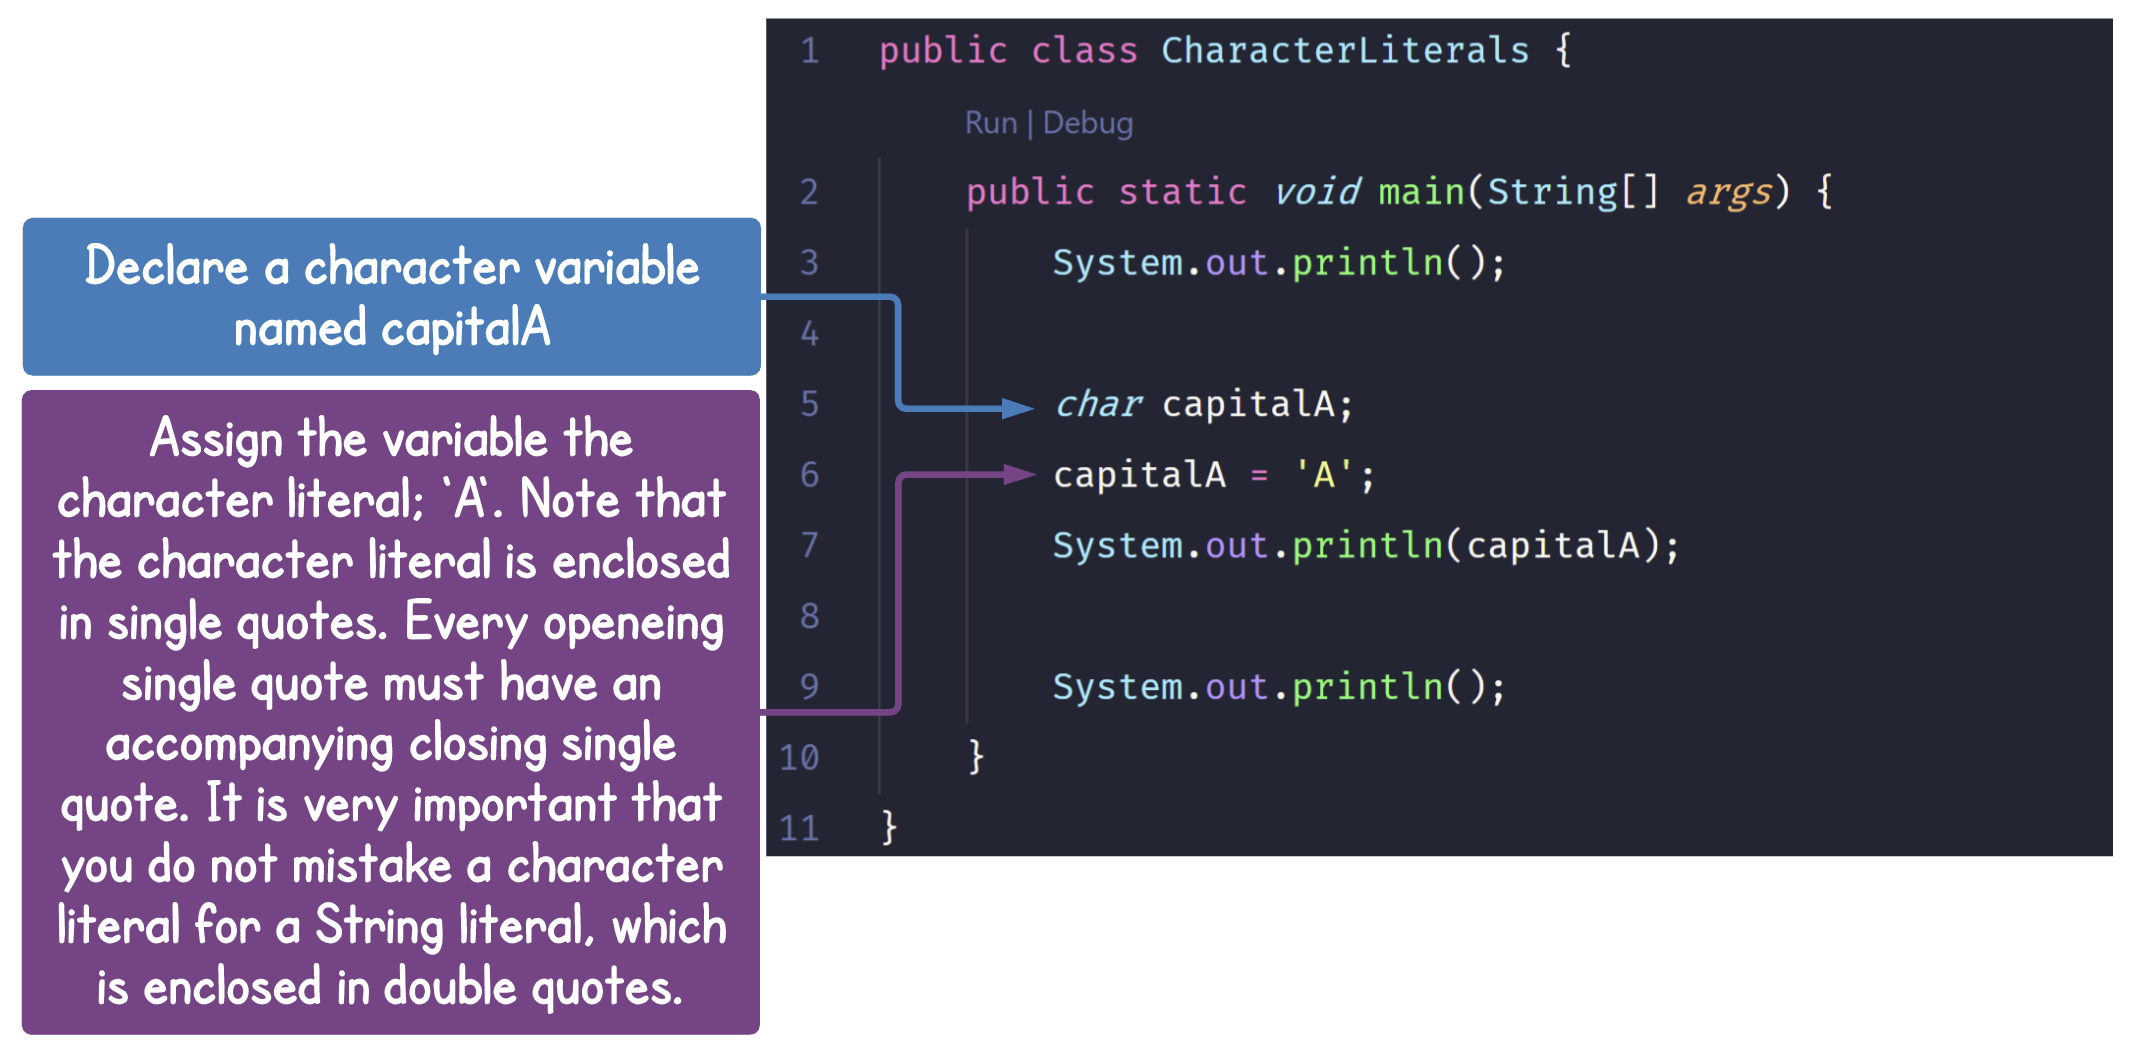 Declare a character variable
named capitalA
Assign the variable the
character literal; `A`. Note that
the character literal is enclosed
in single quotes. Every openeing
single quote must have an
accompanying closing single
quote. It is very important that
you do not mistake a character
literal for a String literal, which
is enclosed in double quotes.
1 public class CharacterLiterals {
Run | Debug
2 public static void main(String[] args) {
3 System.out.println();
4
5 char capitalA;
6 capitalA = 'A';
7 System.out.println(capitalA);
8
9 System.out.println();
10 }
11 }